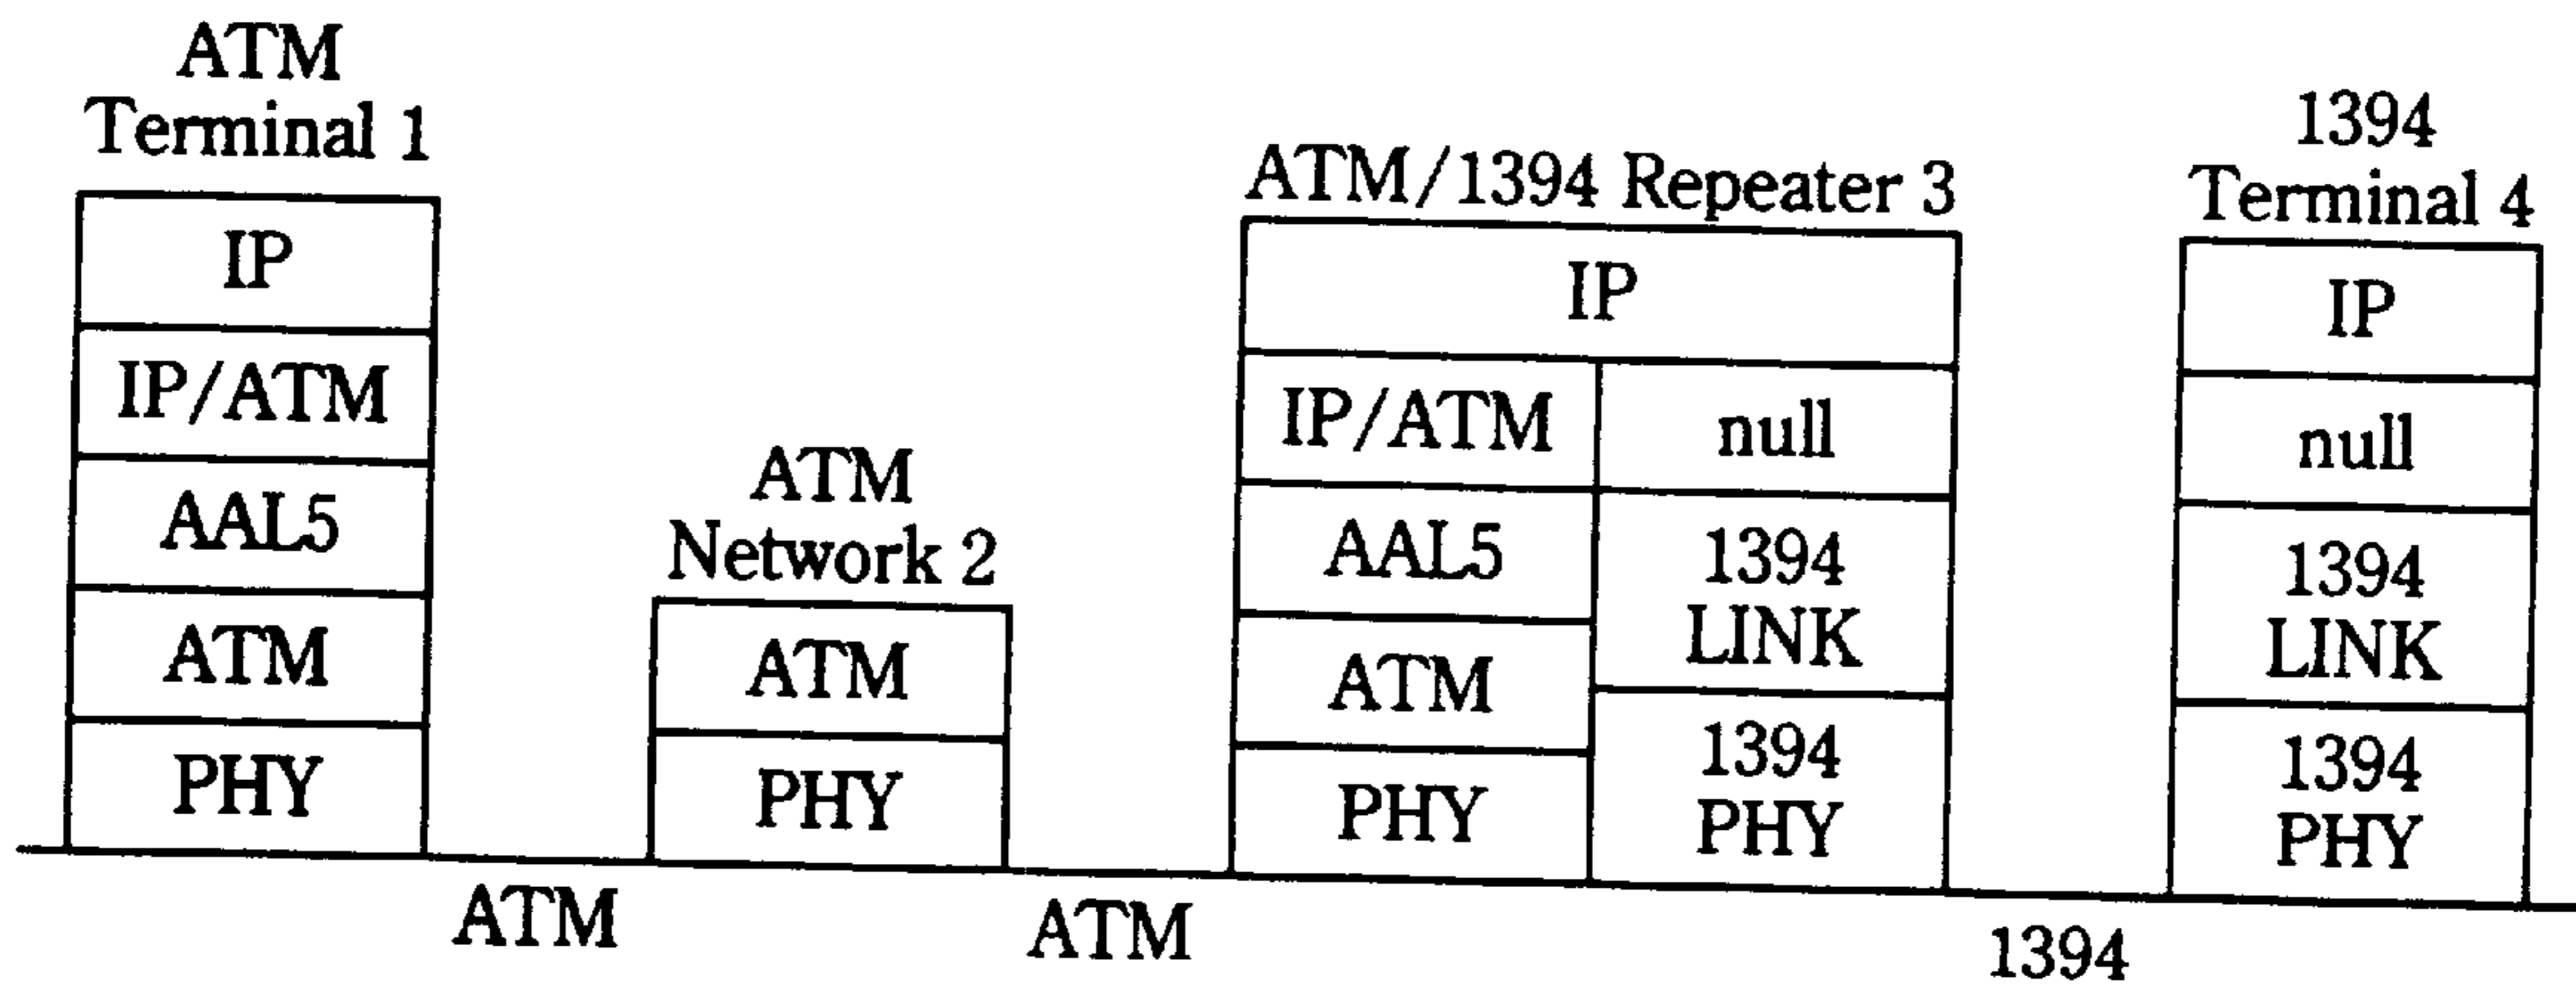 ATM
Terminal 1
IP
IP/ATM
AAL5
ATM
PHY
ATM
ATM
Network 2
ATM
PHY
ATM
ATM/1394 Repeater 3
IP
IP/ATM
null
AAL5
1394
LINK
ATM
PHY
1394
PHY
1394
1394
Terminal 4
IP
null
1394
LINK
1394
PHY